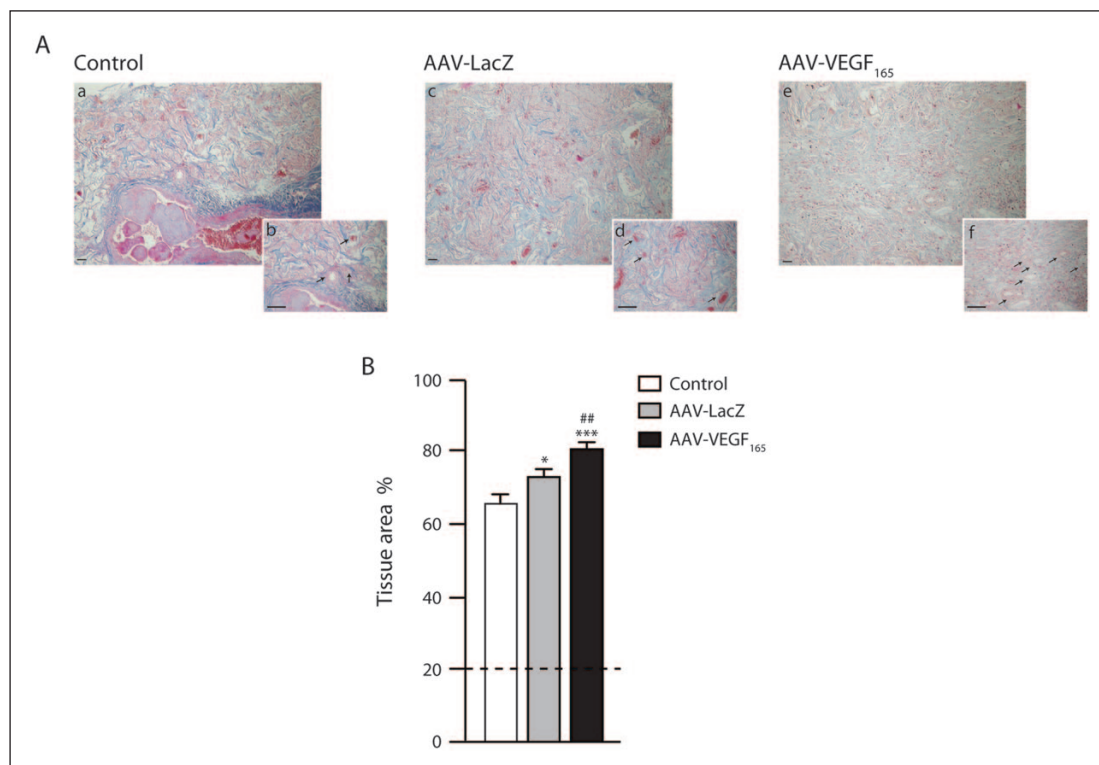 A
Control
AAV-LacZ
AAV-VEGF₁₆₅
a
c
e
b
d
f
B
Tissue area %
100
80
60
40
20
0
*
##
***
Control
AAV-LacZ
AAV-VEGF₁₆₅